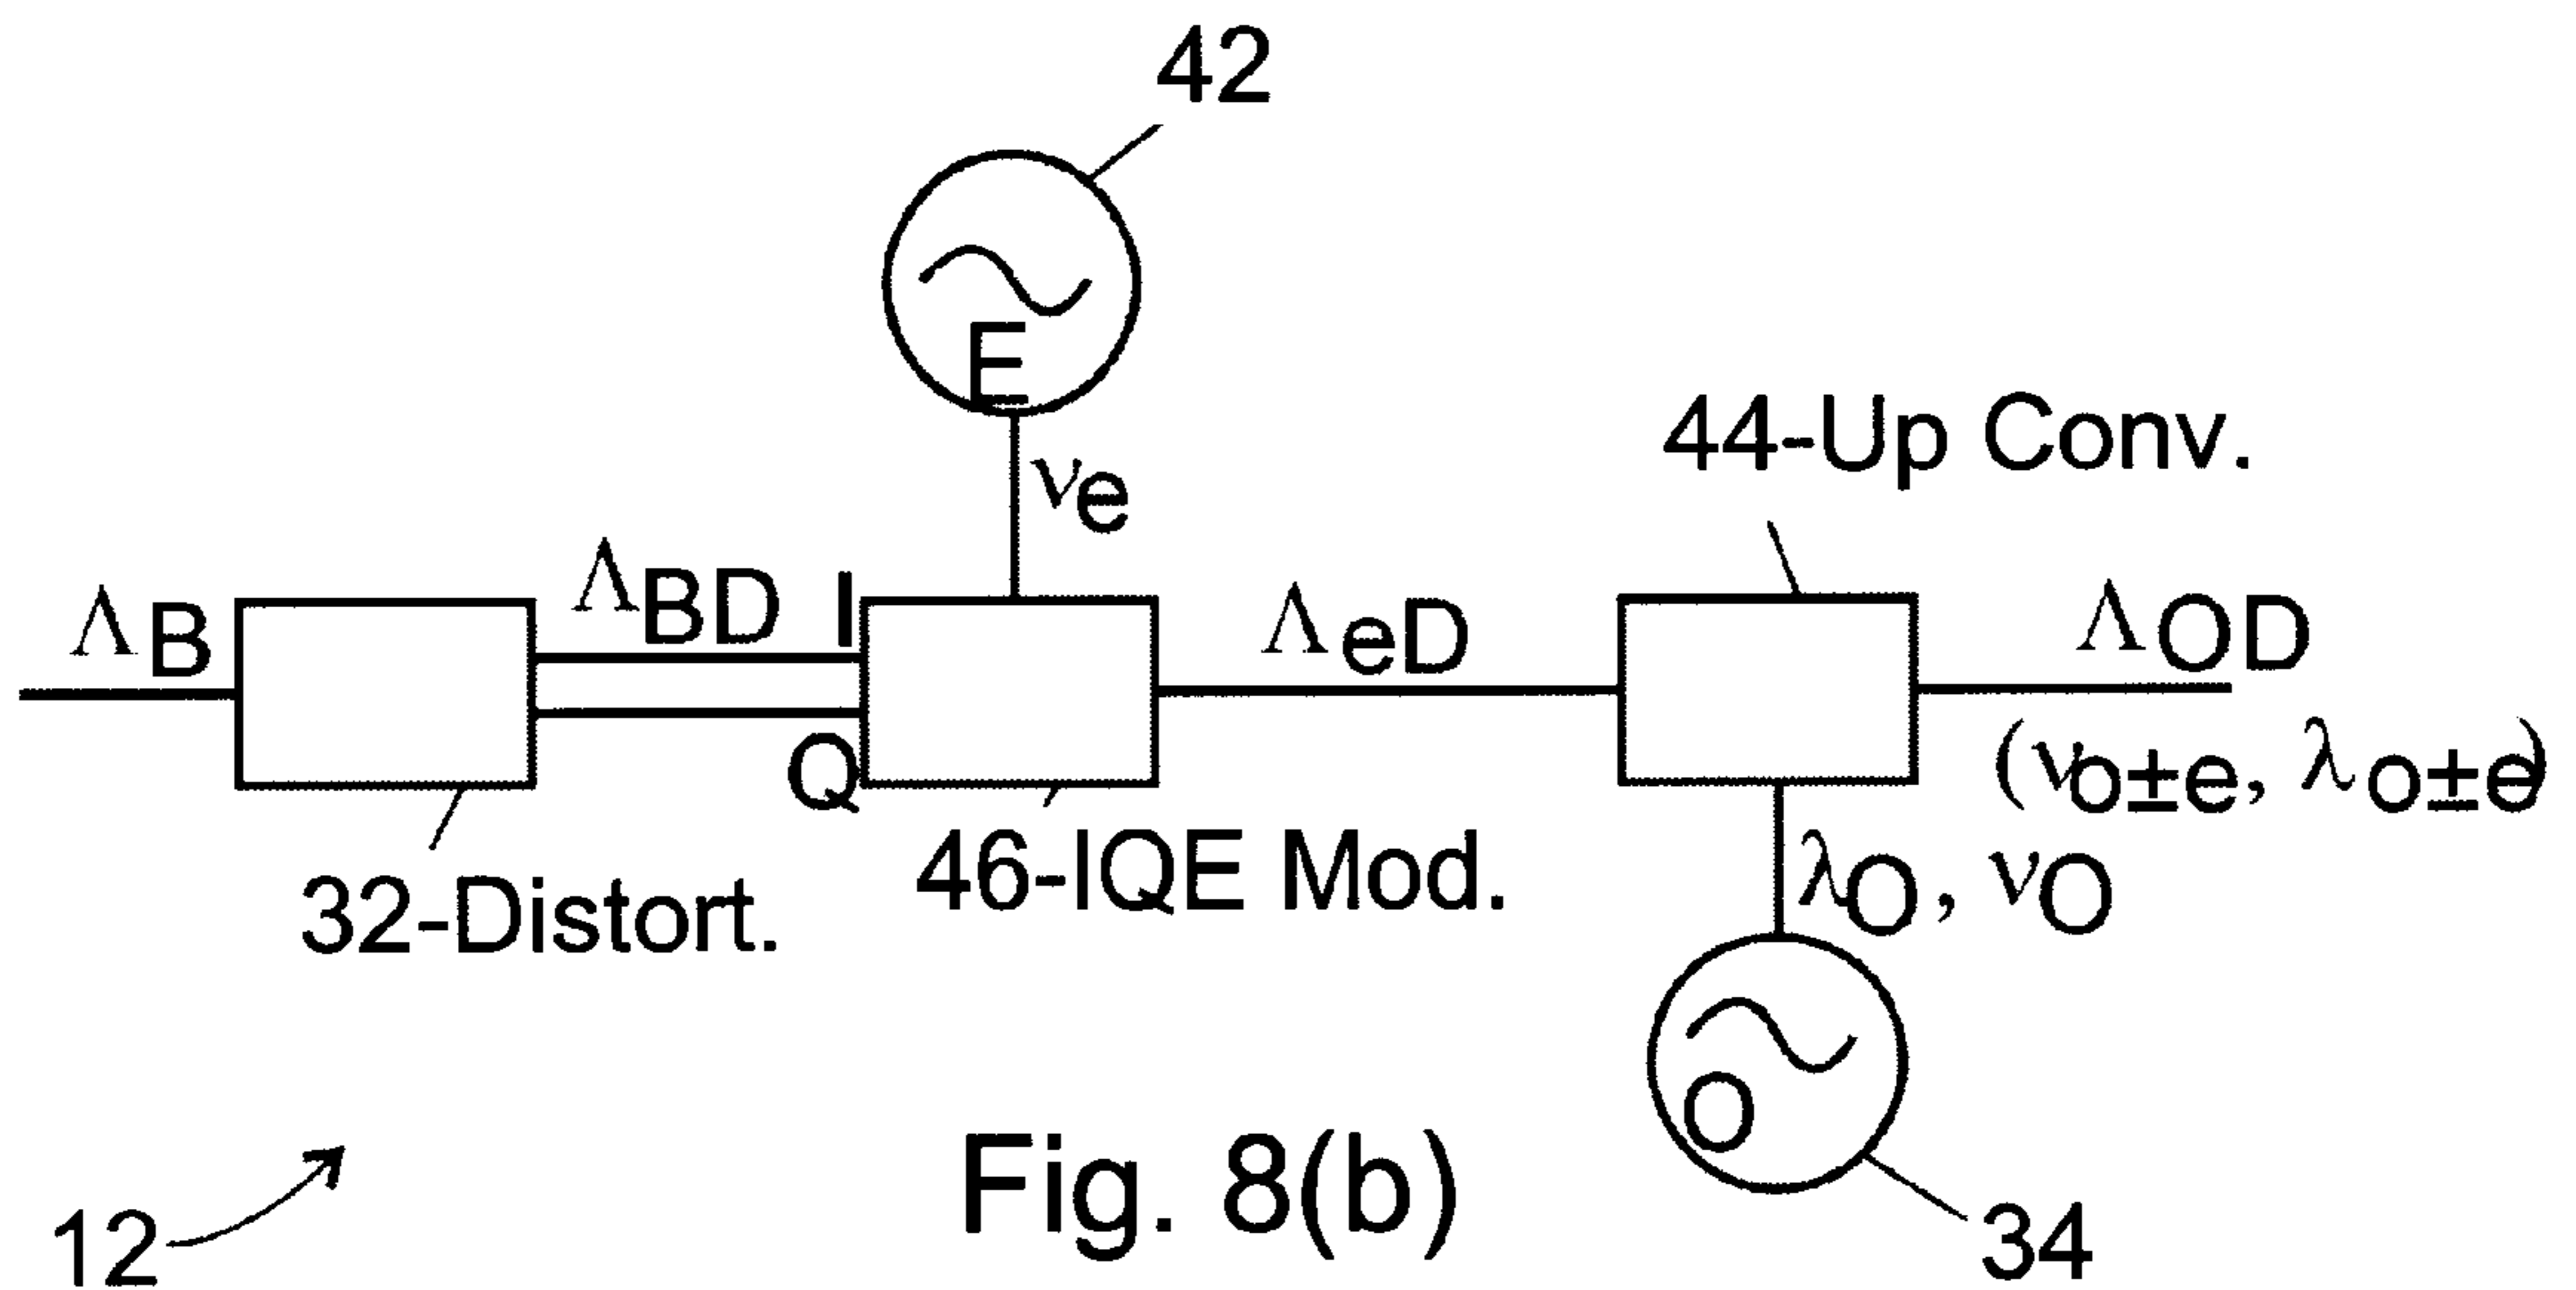 42
E
νe
44-Up Conv.
ΛB
ΛBD I
ΛeD
ΛOD
Q
(νo±e, λo±e)
46-IQE Mod.
λO, νO
32-Distort.
O
Fig. 8(b)
12
34